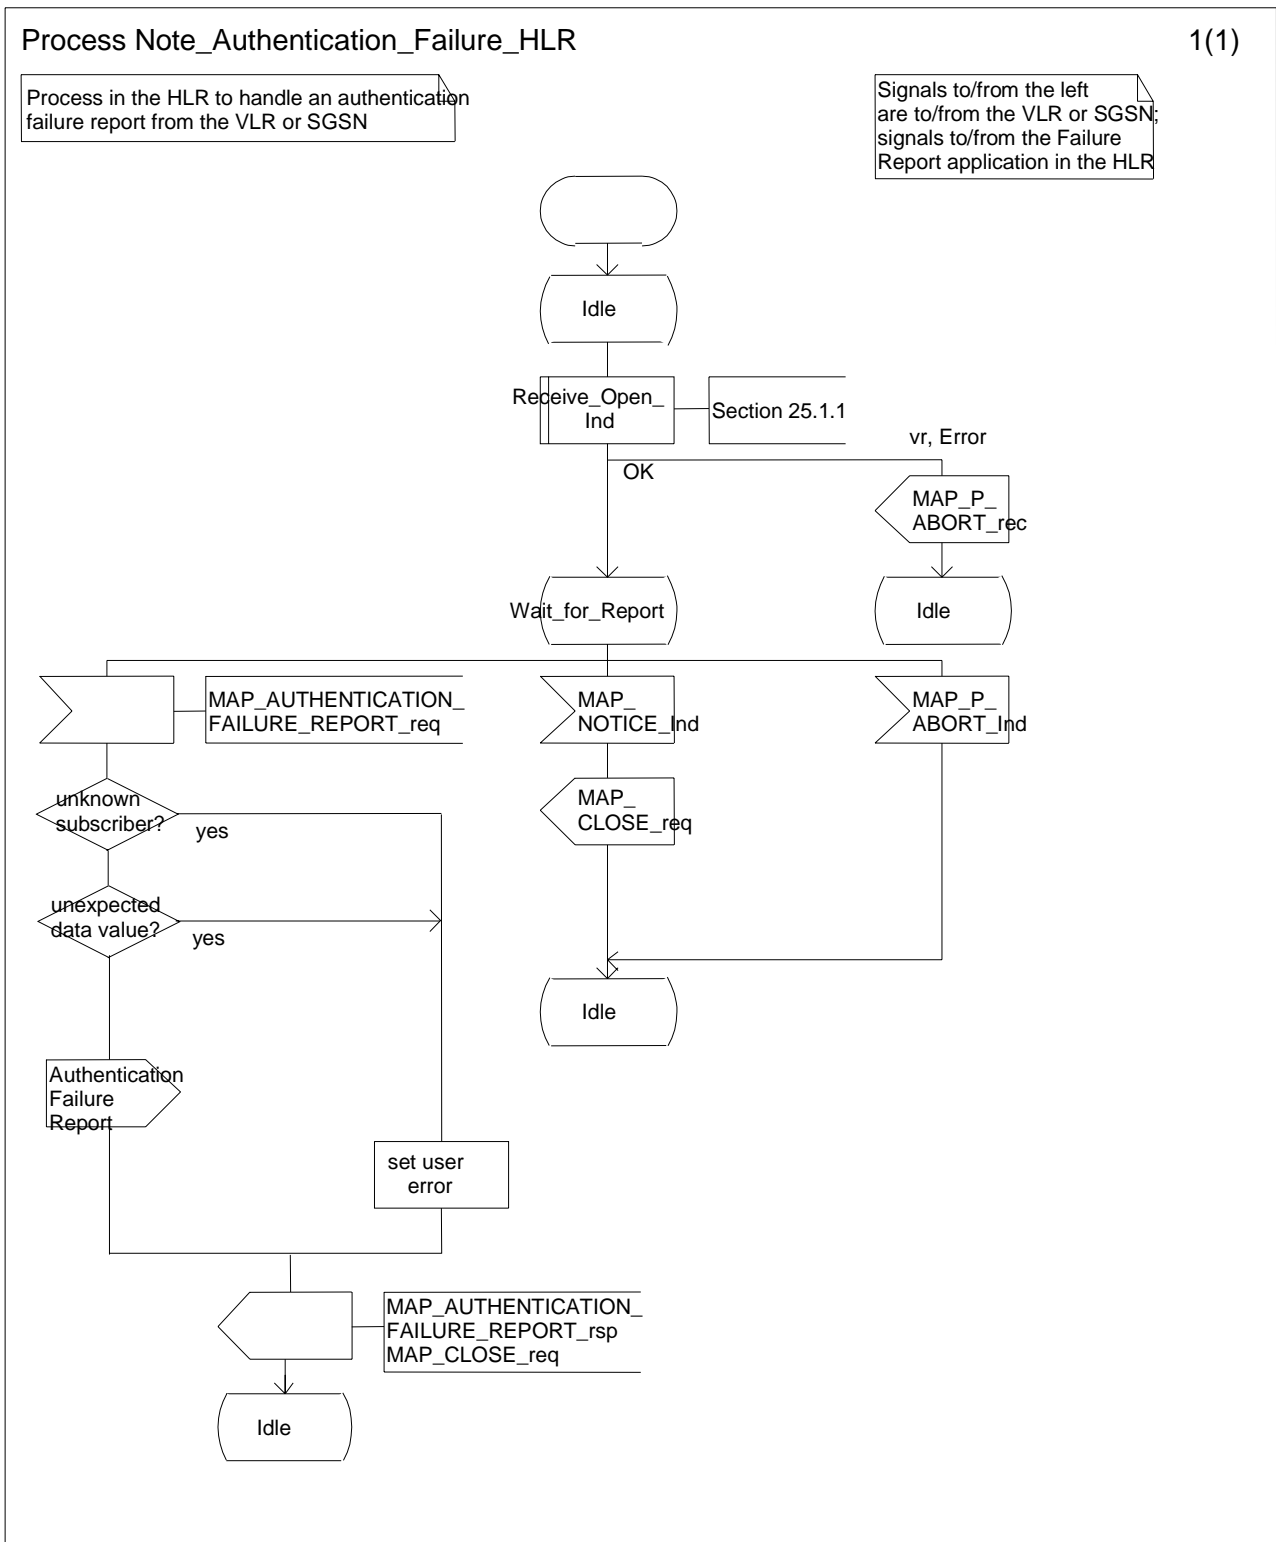 Process Note_Authentication_Failure_HLR
1(1)
Process in the HLR to handle an authentication
failure report from the VLR or SGSN
Signals to/from the left
are to/from the VLR or SGSN;
signals to/from the Failure
Report application in the HLR
Idle
Receive_Open_
Ind
Section 25.1.1
vr, Error
OK
MAP_P_
ABORT_rec
Wait_for_Report
Idle
MAP_AUTHENTICATION_
FAILURE_REPORT_req
MAP_
NOTICE_Ind
MAP_P_
ABORT_Ind
unknown
subscriber?
yes
MAP_
CLOSE_req
unexpected
data value?
yes
Idle
Authentication
Failure
Report
set user
error
MAP_AUTHENTICATION_
FAILURE_REPORT_rsp
MAP_CLOSE_req
Idle